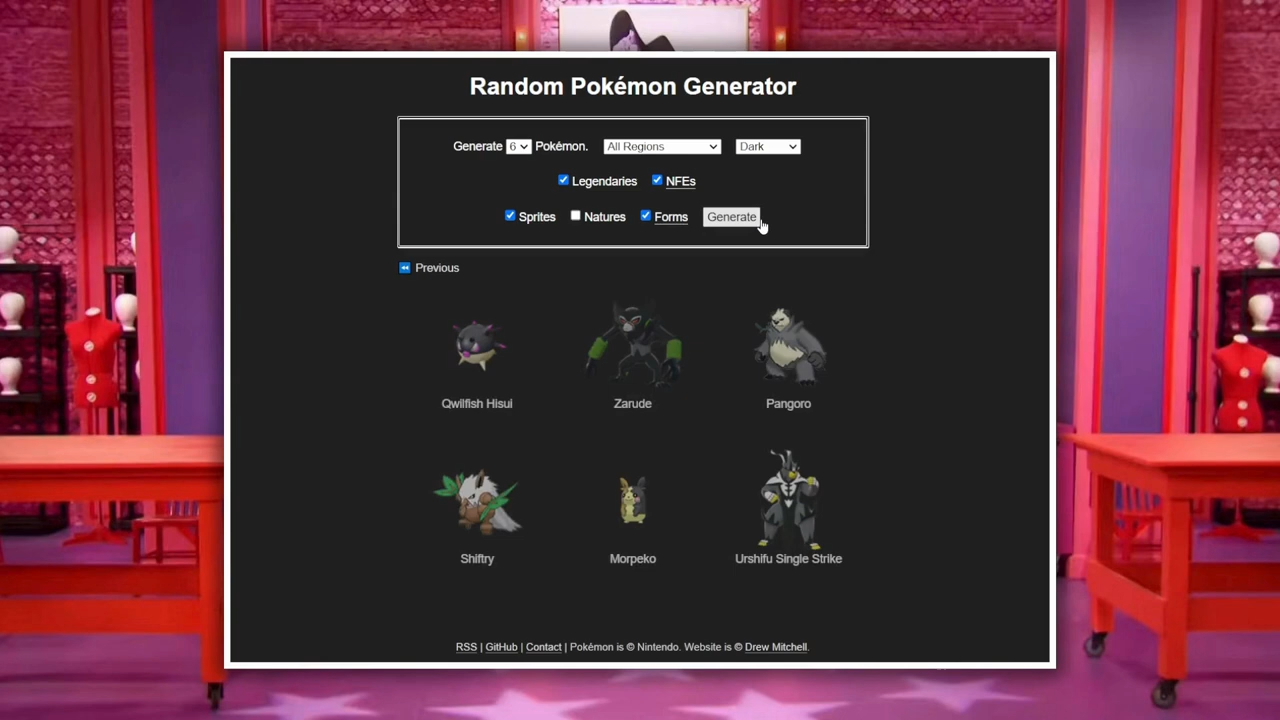 Random Pokémon Generator
Generate 6 Pokémon. All Regions Dark
Legendaries NFEs
Sprites Natures Forms Generate
Previous
Qwilfish Hisui Zarude Pangoro
Shiftry Morpeko Urshifu Single Strike
RSS | GitHub | Contact | Pokémon is © Nintendo. Website is © Drew Mitchell.